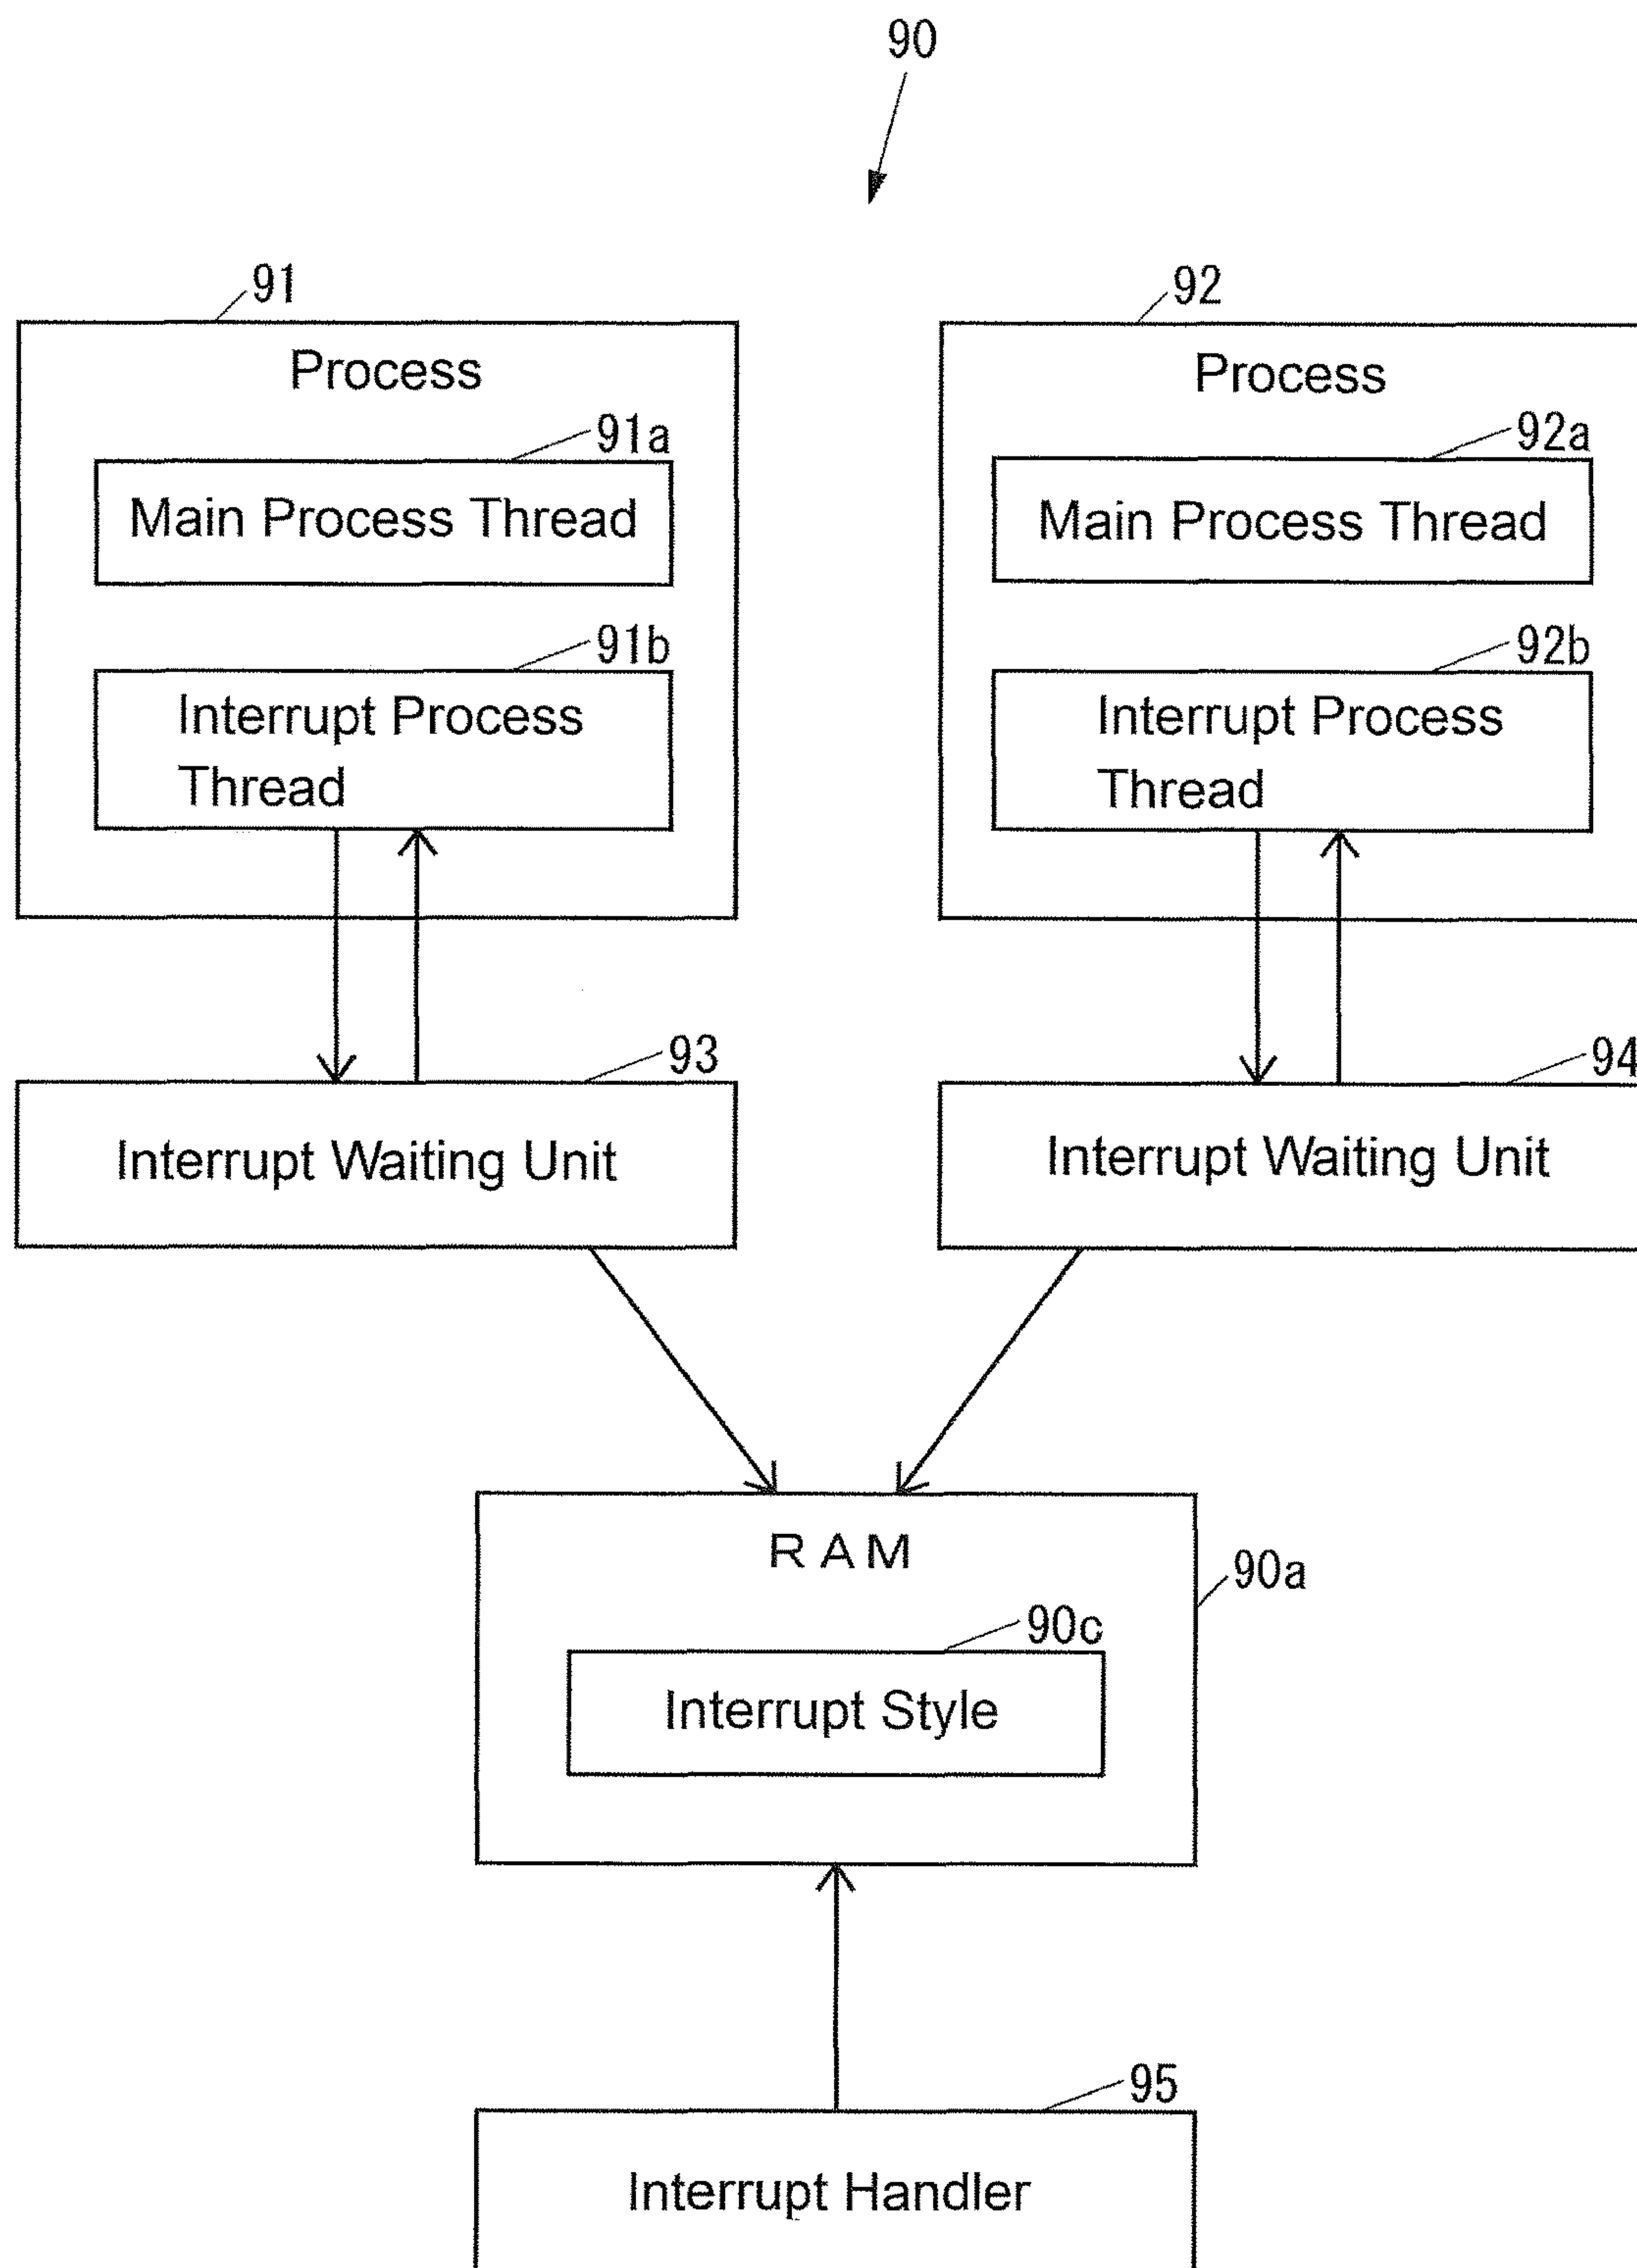 90
91
92
Process
Process
91a
92a
Main Process Thread
Main Process Thread
91b
92b
Interrupt Process
Thread
Interrupt Process
Thread
93
94
Interrupt Waiting Unit
Interrupt Waiting Unit
RAM
90a
90c
Interrupt Style
95
Interrupt Handler